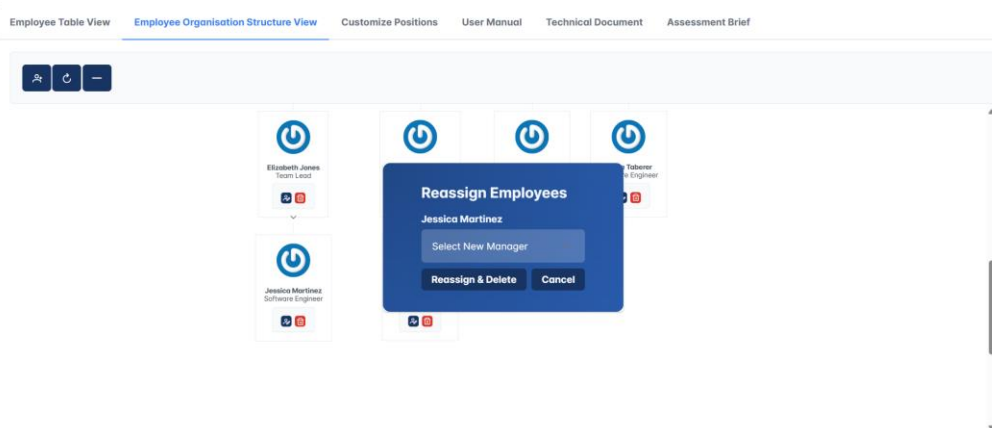 Employee Table View
Employee Organisation Structure View
Customize Positions
User Manual
Technical Document
Assessment Brief
Elizabeth Jones
Team Lead
Taberer
Engineer
Reassign Employees
Jessica Martinez
Select New Manager
Reassign & Delete
Cancel
Jessica Martinez
Software Engineer